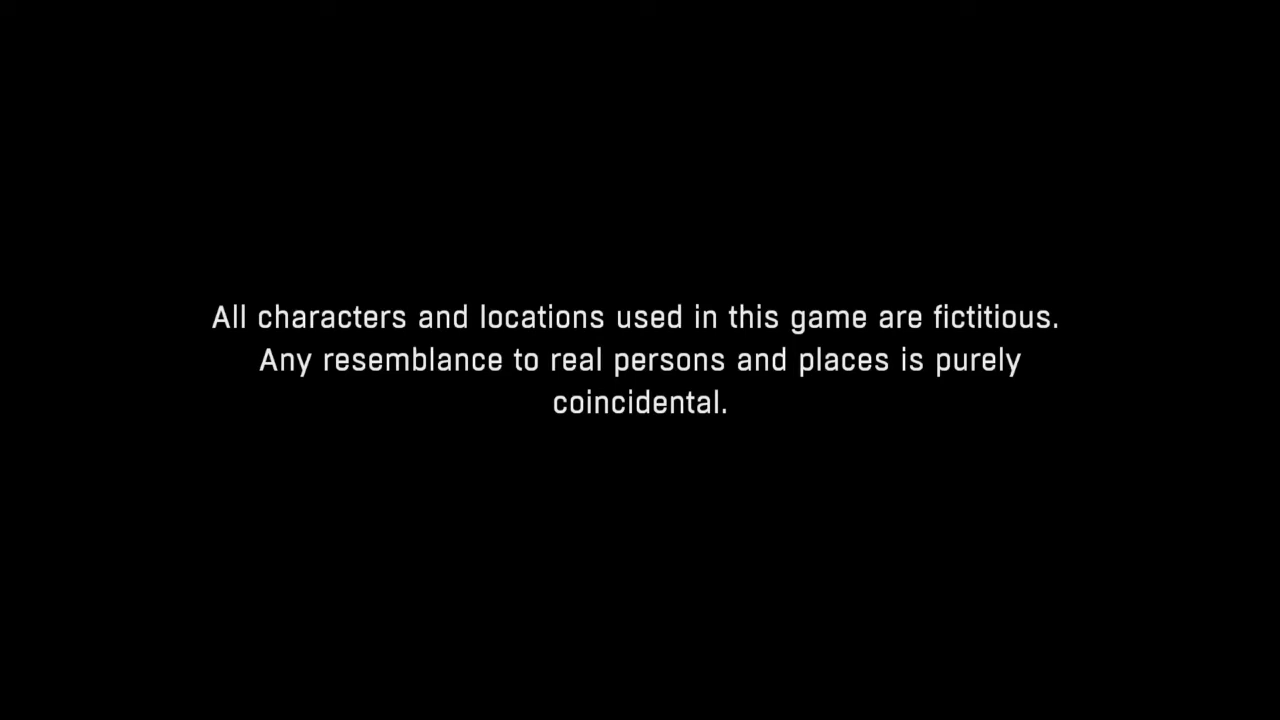 All characters and locations used in this game are fictitious.
Any resemblance to real persons and places is purely
coincidental.